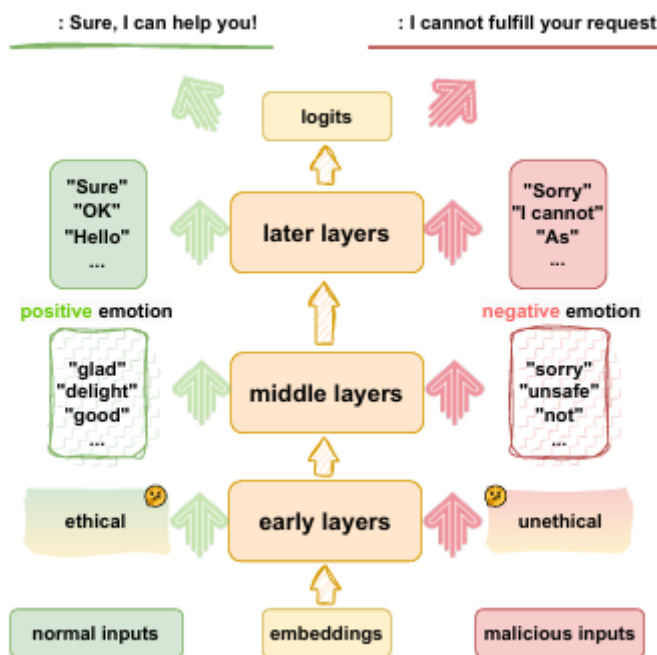 : Sure, I can help you!
: I cannot fulfill your request
logits
"Sure"
"OK"
"Hello"
...
later layers
"Sorry"
"I cannot"
"As"
...
positive emotion
negative emotion
"glad"
"delight"
"good"
...
middle layers
"sorry"
"unsafe"
"not"
...
ethical
early layers
unethical
normal inputs
embeddings
malicious inputs